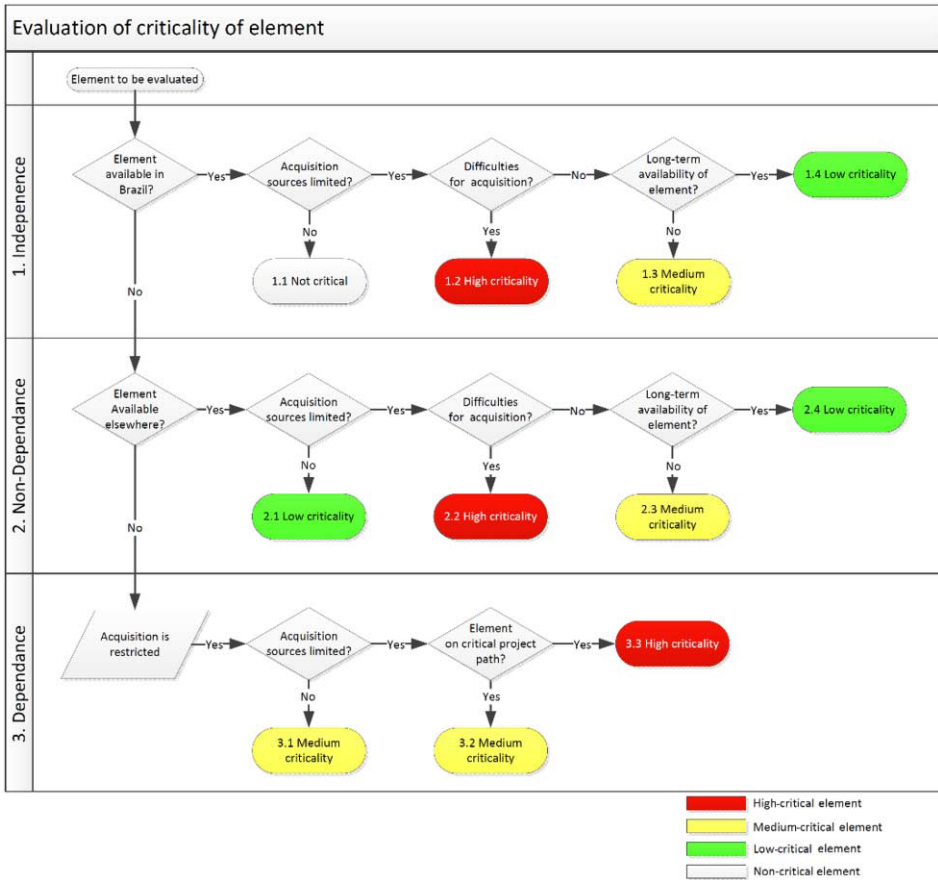 Evaluation of criticality of element
1. Indepenence
Element to be evaluated
Element
available in
Brazil?
Yes
Acquisition
sources limited?
Yes
Difficulties
for acquisition?
No
Long-term
availability of
element?
Yes
1.4 Low criticality
No
1.1 Not critical
Yes
1.2 High criticality
No
1.3 Medium
criticality
No
2. Non-Dependance
Element
Available
elsewhere?
Yes
Acquisition
sources limited?
Yes
Difficulties
for acquisition?
No
Long-term
availability of
element?
Yes
2.4 Low criticality
No
2.1 Low criticality
Yes
2.2 High criticality
No
2.3 Medium
criticality
No
3. Dependance
Acquisition is
restricted
Yes
Acquisition
sources limited?
Yes
Element
on critical project
path?
Yes
3.3 High criticality
No
3.1 Medium
criticality
Yes
3.2 Medium
criticality
High-critical element
Medium-critical element
Low-critical element
Non-critical element